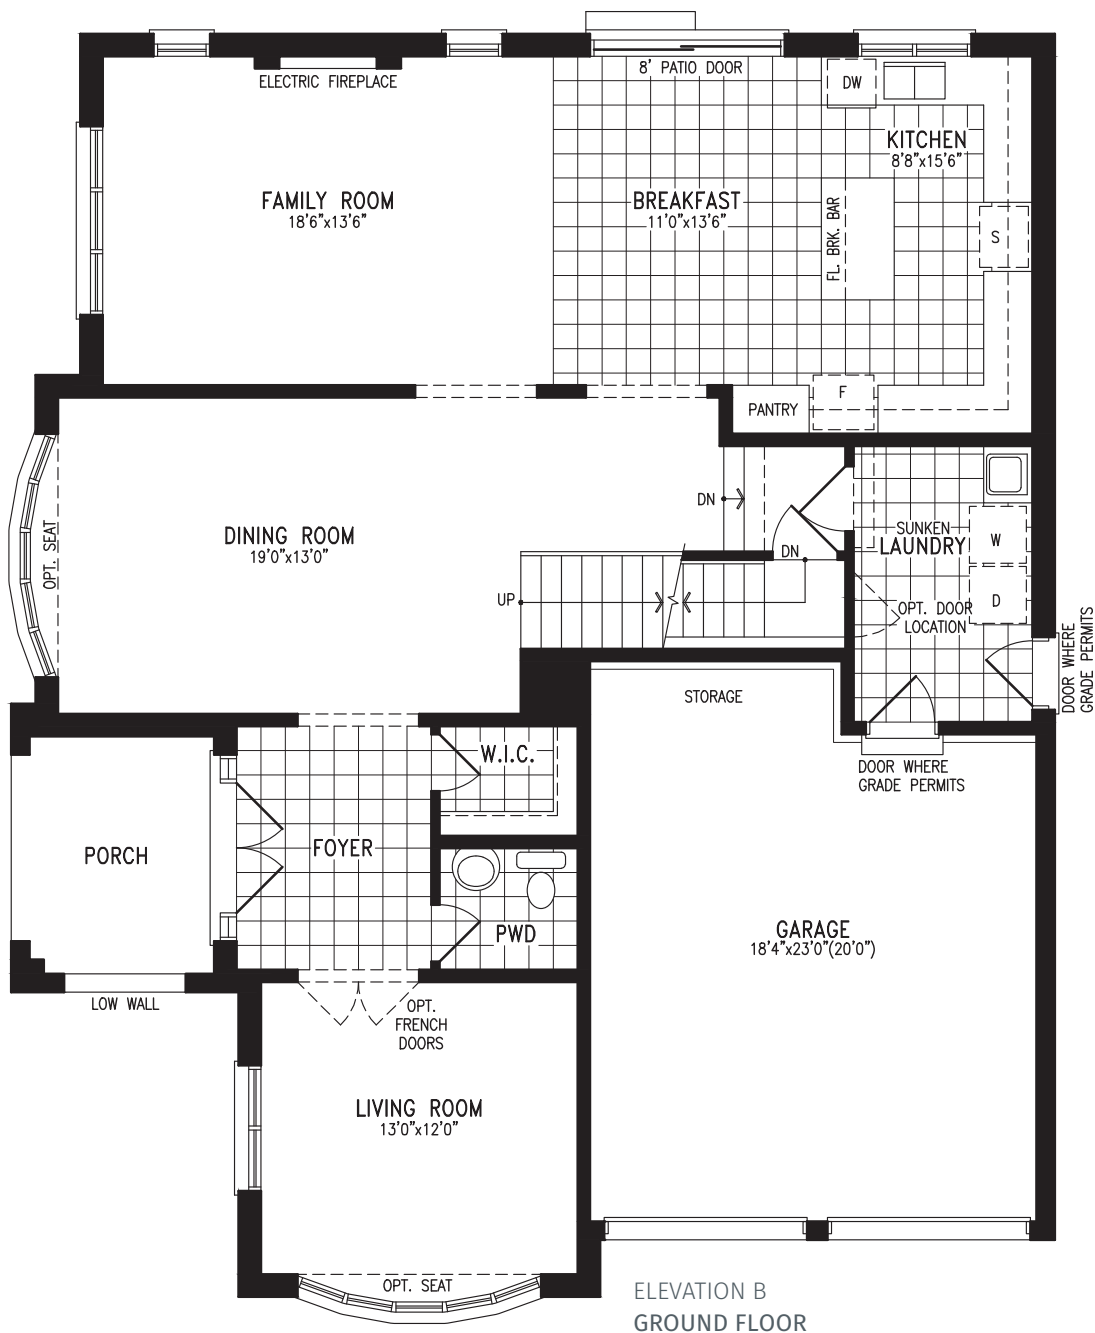 8' PATIO DOOR
ELECTRIC FIREPLACE
DW
KITCHEN
8'8"x15'6"
FAMILY ROOM
18'6"x13'6"
BREAKFAST
11'0"x13'6"
FL. BRK. BAR
S
F
PANTRY
DN
DINING ROOM
19'0"x13'0"
OPT. SEAT
SUNKEN
LAUNDRY
W
DN
UP
D
OPT. DOOR
LOCATION
DOOR WHERE
GRADE PERMITS
STORAGE
W.I.C.
DOOR WHERE
GRADE PERMITS
PORCH
FOYER
PWD
GARAGE
18'4"x23'0"(20'0")
LOW WALL
OPT.
FRENCH
DOORS
LIVING ROOM
13'0"x12'0"
OPT. SEAT
ELEVATION B
GROUND FLOOR